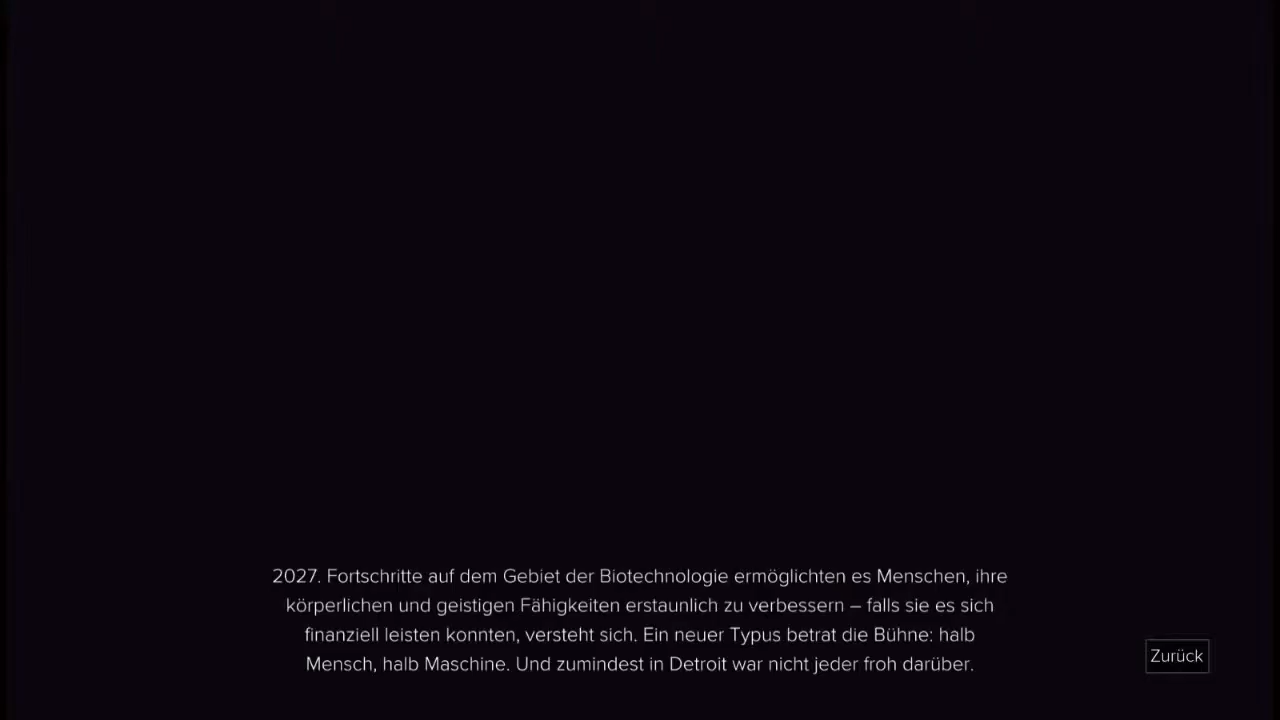 2027. Fortschritte auf dem Gebiet der Biotechnologie ermöglichten es Menschen, ihre
körperlichen und geistigen Fähigkeiten erstaunlich zu verbessern – falls sie es sich
finanziell leisten konnten, versteht sich. Ein neuer Typus betrat die Bühne: halb
Mensch, halb Maschine. Und zumindest in Detroit war nicht jeder froh darüber.
Zurück